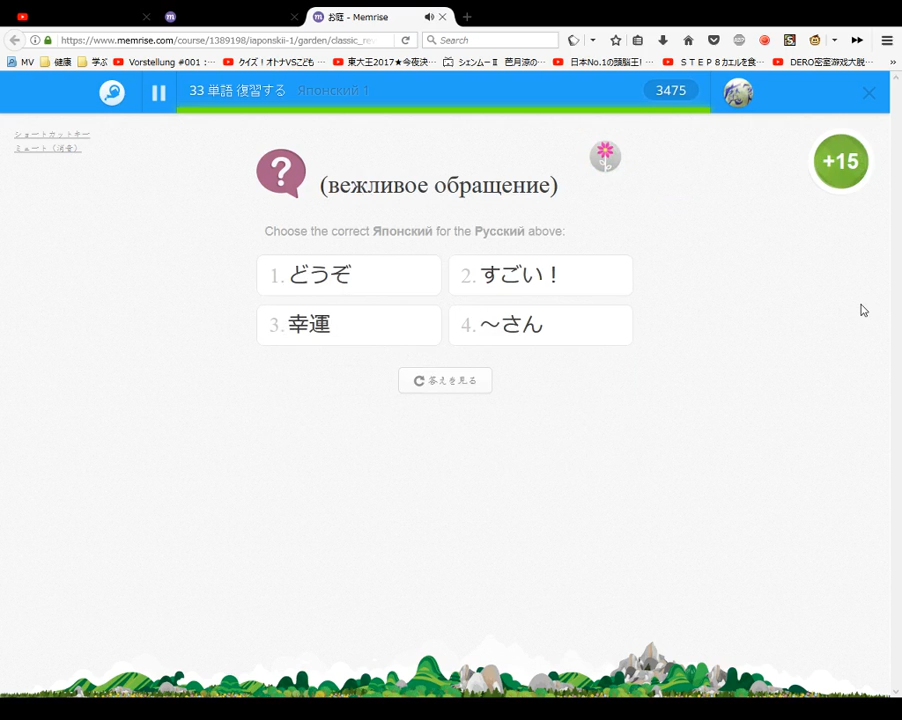 お庭 - Memrise
https://www.memrise.com/course/1389198/iaponskii-1/garden/classic_re
Search
MV 健康 学ぶ Vorstellung #001 :… クイズ！オトナVSこども… 東大王2017★今夜決… シェンムーⅡ 芭月涼の… 日本No.1の頭脳王! … ＳＴＥＰ８カエルを食… DERO密室游戏大脱…
33 単語 復習する Японский 1 3475
ショートカットキー
ミュート（消音）
+15
(вежливое обращение)
Choose the correct Японский for the Русский above:
1. どうぞ
2. すごい！
3. 幸運
4. ～さん
答えを見る